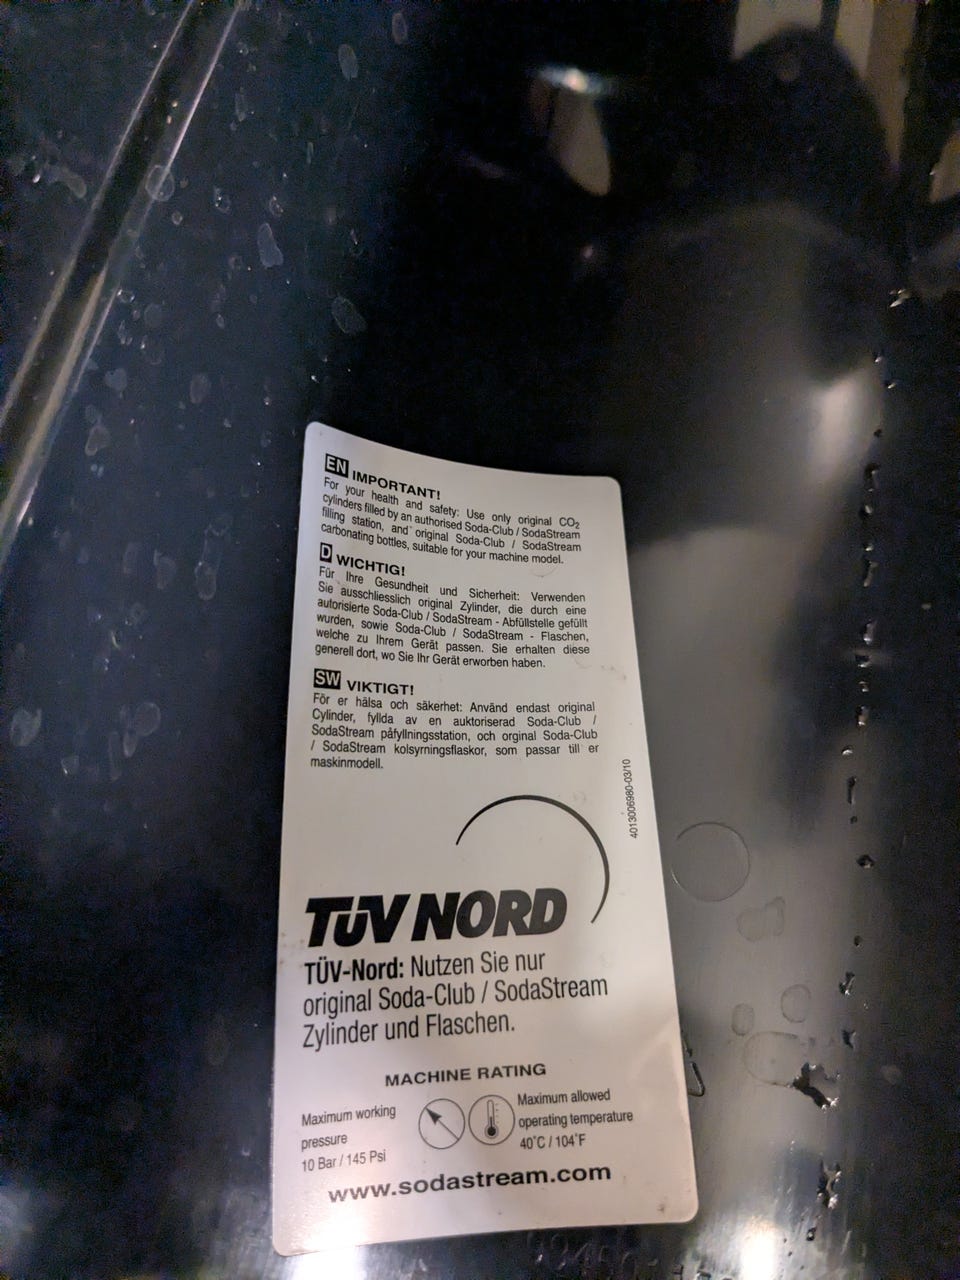 EN IMPORTANT!
For your health and safety: Use only original CO₂
cylinders filled by an authorised Soda-Club / SodaStream
filling station, and original Soda-Club / SodaStream
carbonating bottles, suitable for your machine model.
D WICHTIG!
Für Ihre Gesundheit und Sicherheit: Verwenden
Sie ausschliesslich original Zylinder, die durch eine
autorisierte Soda-Club / SodaStream - Abfüllstelle gefüllt
wurden, sowie Soda-Club / SodaStream - Flaschen,
welche zu Ihrem Gerät passen. Sie erhalten diese
generell dort, wo Sie Ihr Gerät erworben haben.
SW VIKTIGT!
För er hälsa och säkerhet: Använd endast original
Cylinder, fyllda av en auktoriserad Soda-Club /
SodaStream påfyllningsstation, och orginal Soda-Club
/ SodaStream kolsyrningsflaskor, som passar till er
maskinmodell.
4013006980-03/10
TÜV NORD
TÜV-Nord: Nutzen Sie nur
original Soda-Club / SodaStream
Zylinder und Flaschen.
MACHINE RATING
Maximum working
pressure
10 Bar / 145 Psi
Maximum allowed
operating temperature
40°C / 104°F
www.sodastream.com